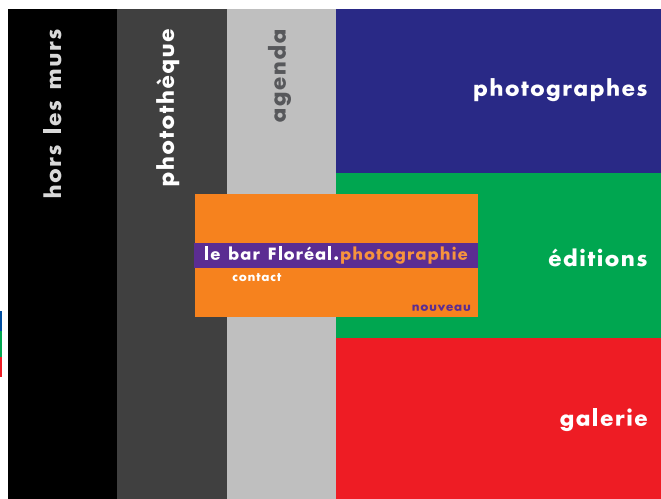 hors les murs
photothèque
agenda
photographes
le bar Floréal.photographie
contact
nouveau
éditions
galerie